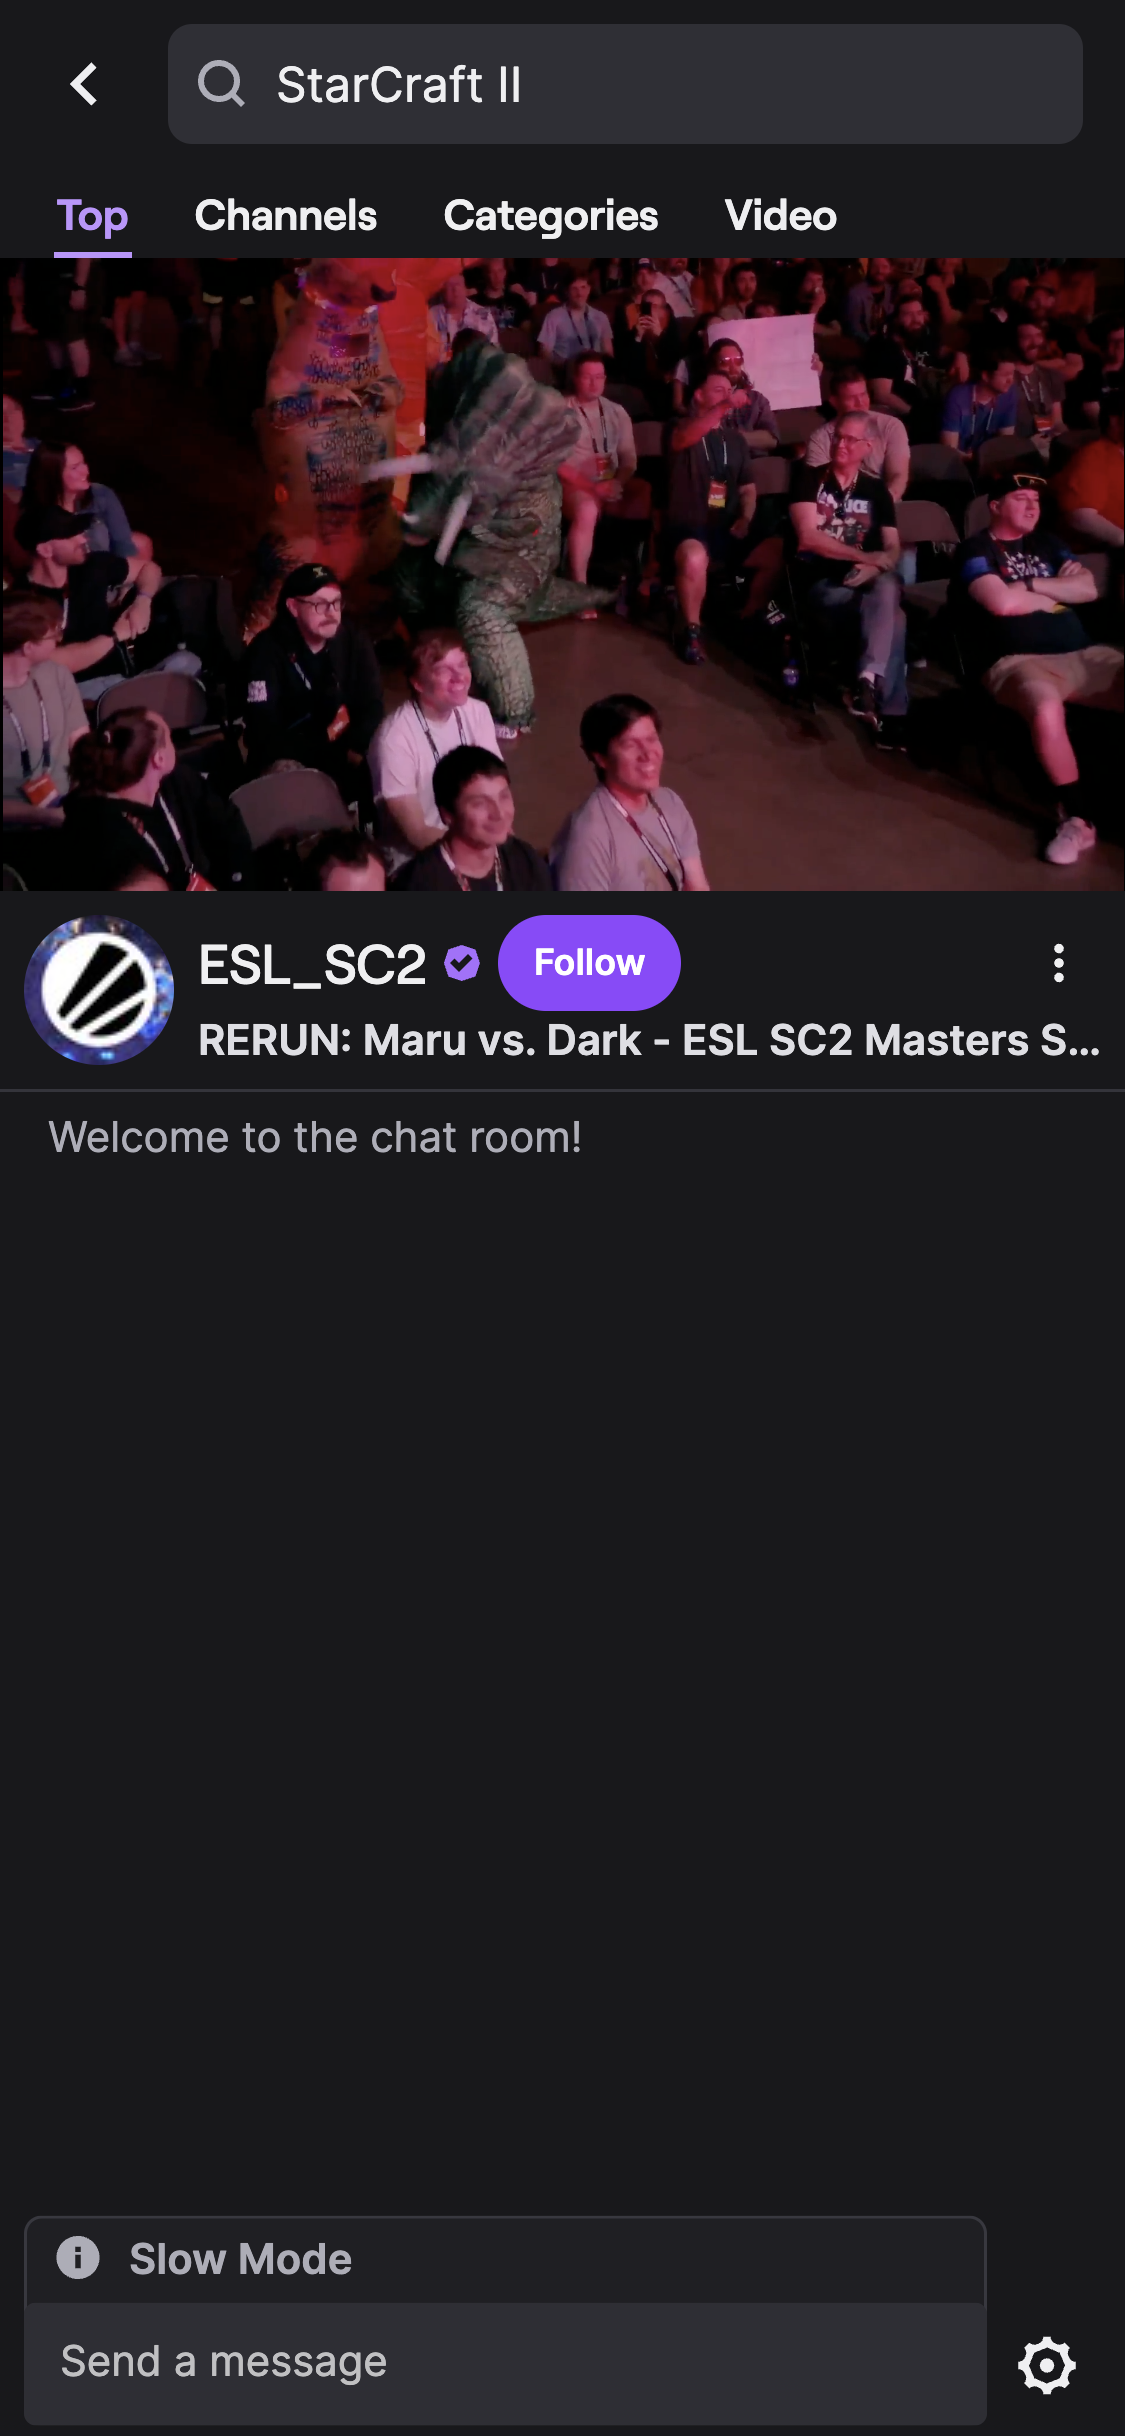 StarCraft II
Top Channels Categories Video
ESL_SC2 Follow
RERUN: Maru vs. Dark - ESL SC2 Masters S...
Welcome to the chat room!
Slow Mode
Send a message